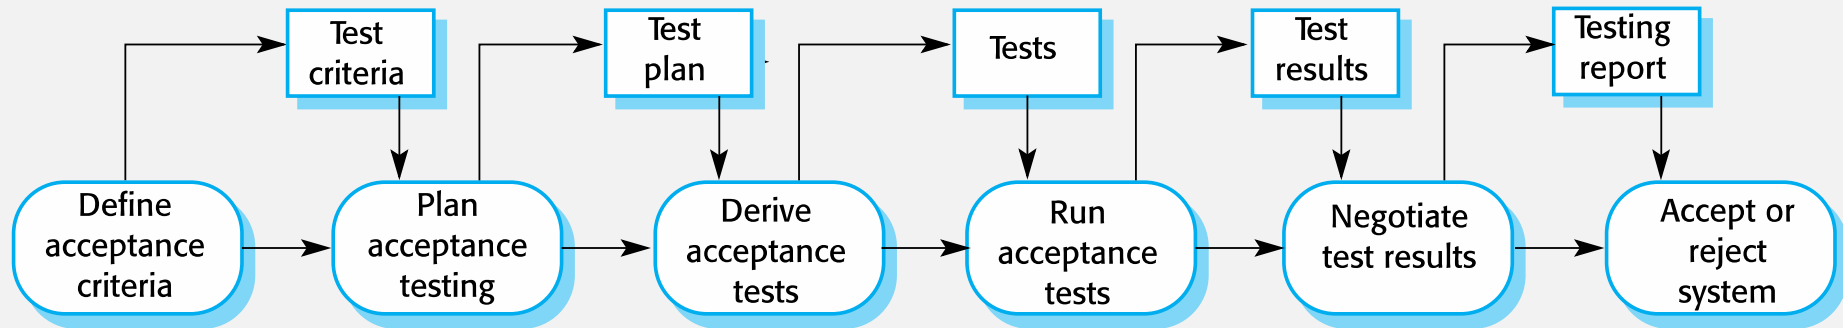 Test
criteria
Test
plan
Tests
Test
results
Testing
report
Define
acceptance
criteria
Plan
acceptance
testing
Derive
acceptance
tests
Run
acceptance
tests
Negotiate
test results
Accept or
reject
system